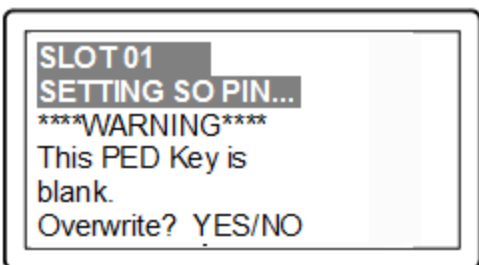 SLOT 01
SETTING SO PIN...
****WARNING****
This PED Key is
blank.
Overwrite? YES/NO